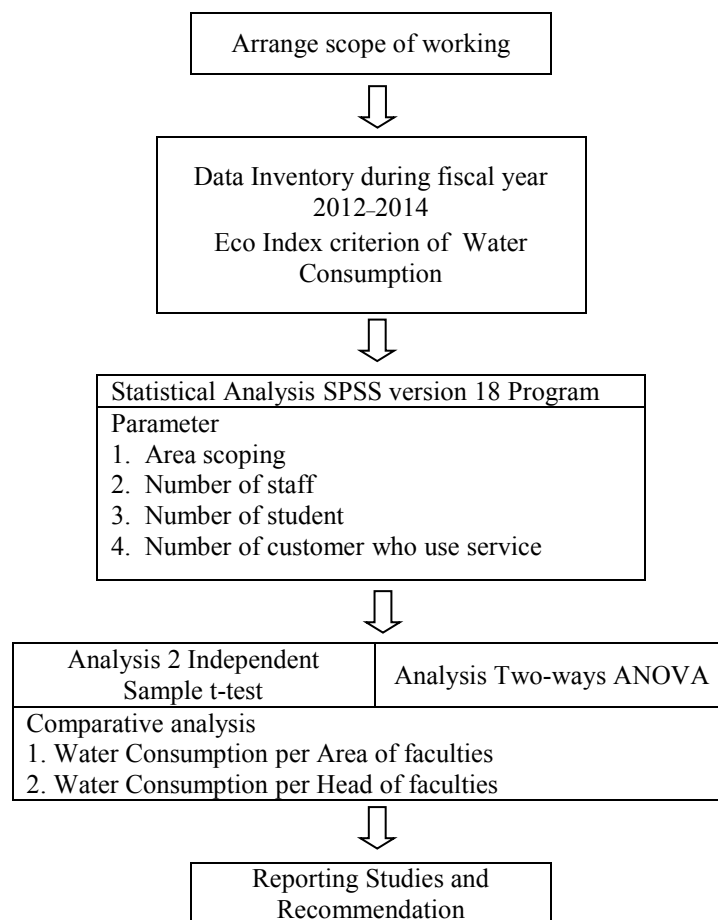 Arrange scope of working
Data Inventory during fiscal year
2012-2014
Eco Index criterion of Water
Consumption
Statistical Analysis SPSS version 18 Program
Parameter
1. Area scoping
2. Number of staff
3. Number of student
4. Number of customer who use service
Analysis 2 Independent
Sample t-test
Analysis Two-ways ANOVA
Comparative analysis
1. Water Consumption per Area of faculties
2. Water Consumption per Head of faculties
Reporting Studies and
Recommendation